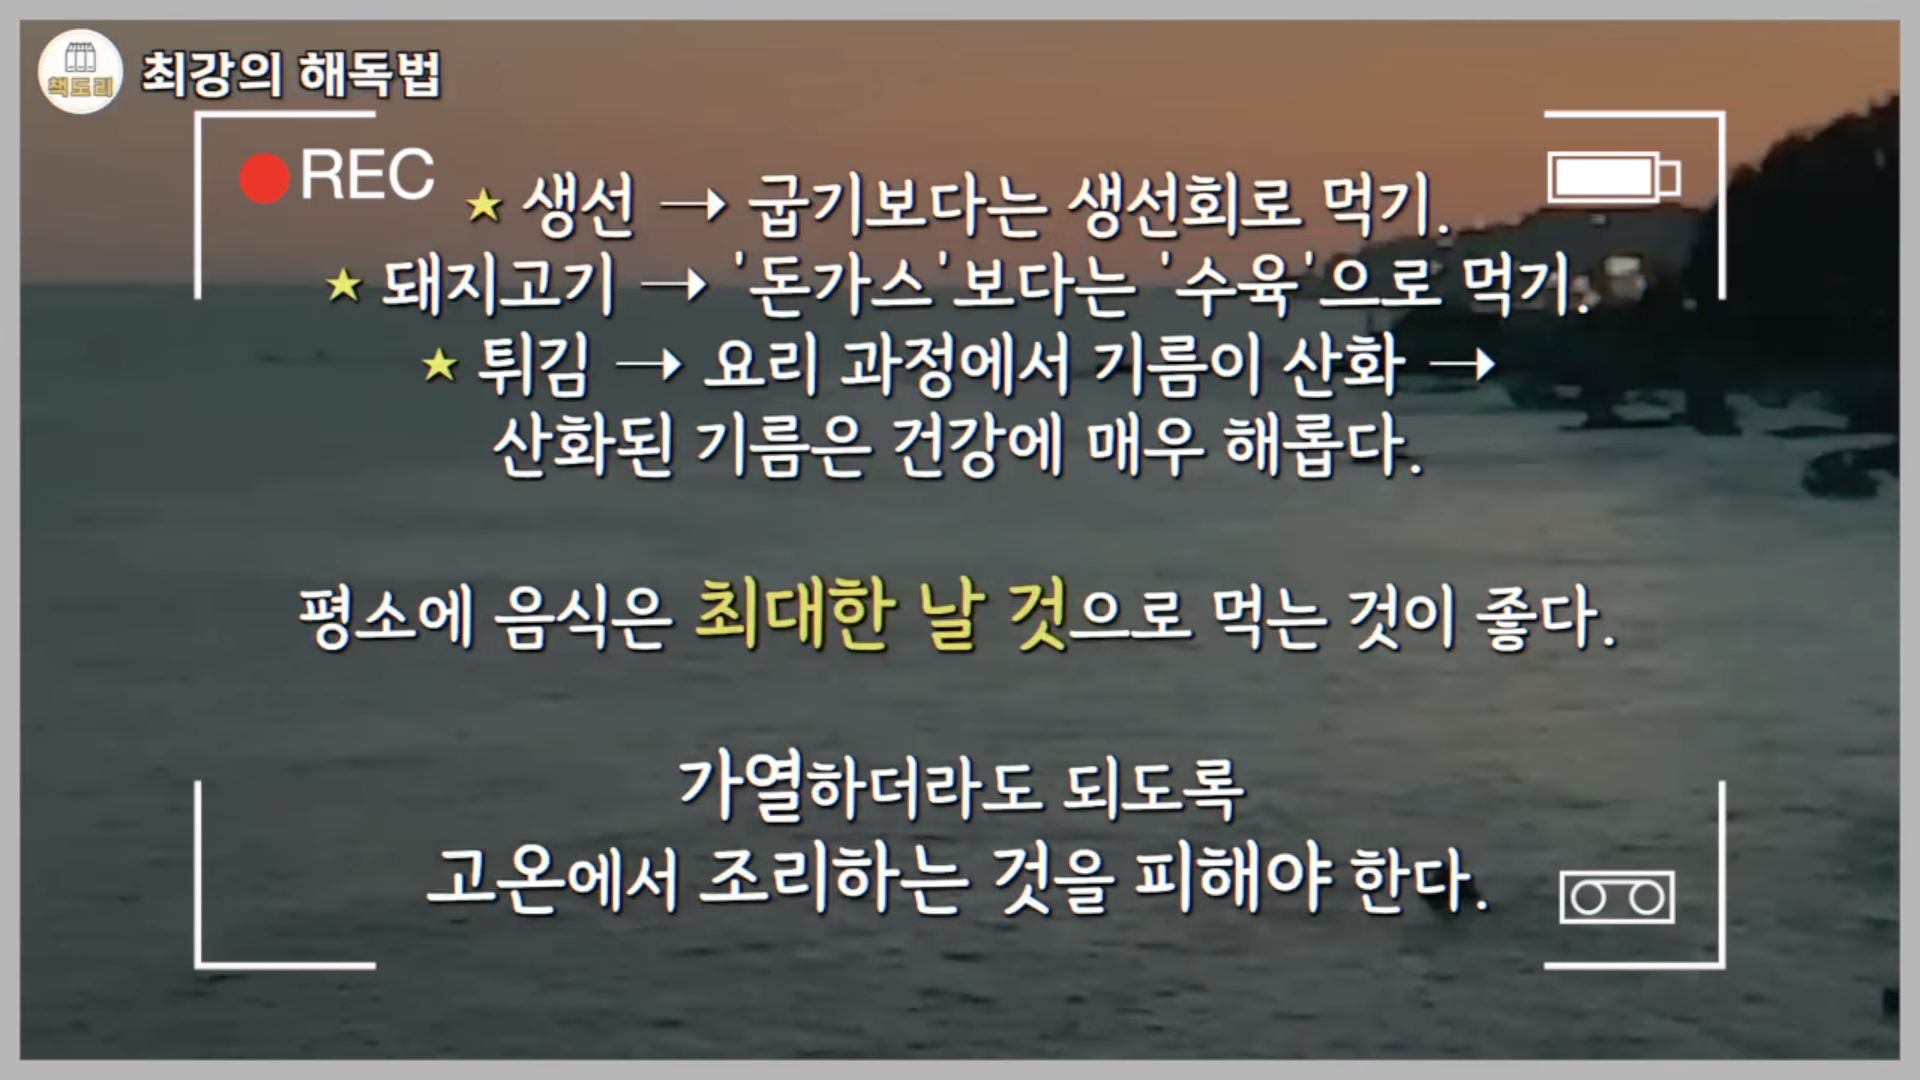 책도리
최강의 해독법
REC
★ 생선 → 굽기보다는 생선회로 먹기.
★ 돼지고기 → '돈가스'보다는 '수육'으로 먹기.
★ 튀김 → 요리 과정에서 기름이 산화 →
산화된 기름은 건강에 매우 해롭다.
평소에 음식은 최대한 날 것으로 먹는 것이 좋다.
가열하더라도 되도록
고온에서 조리하는 것을 피해야 한다.